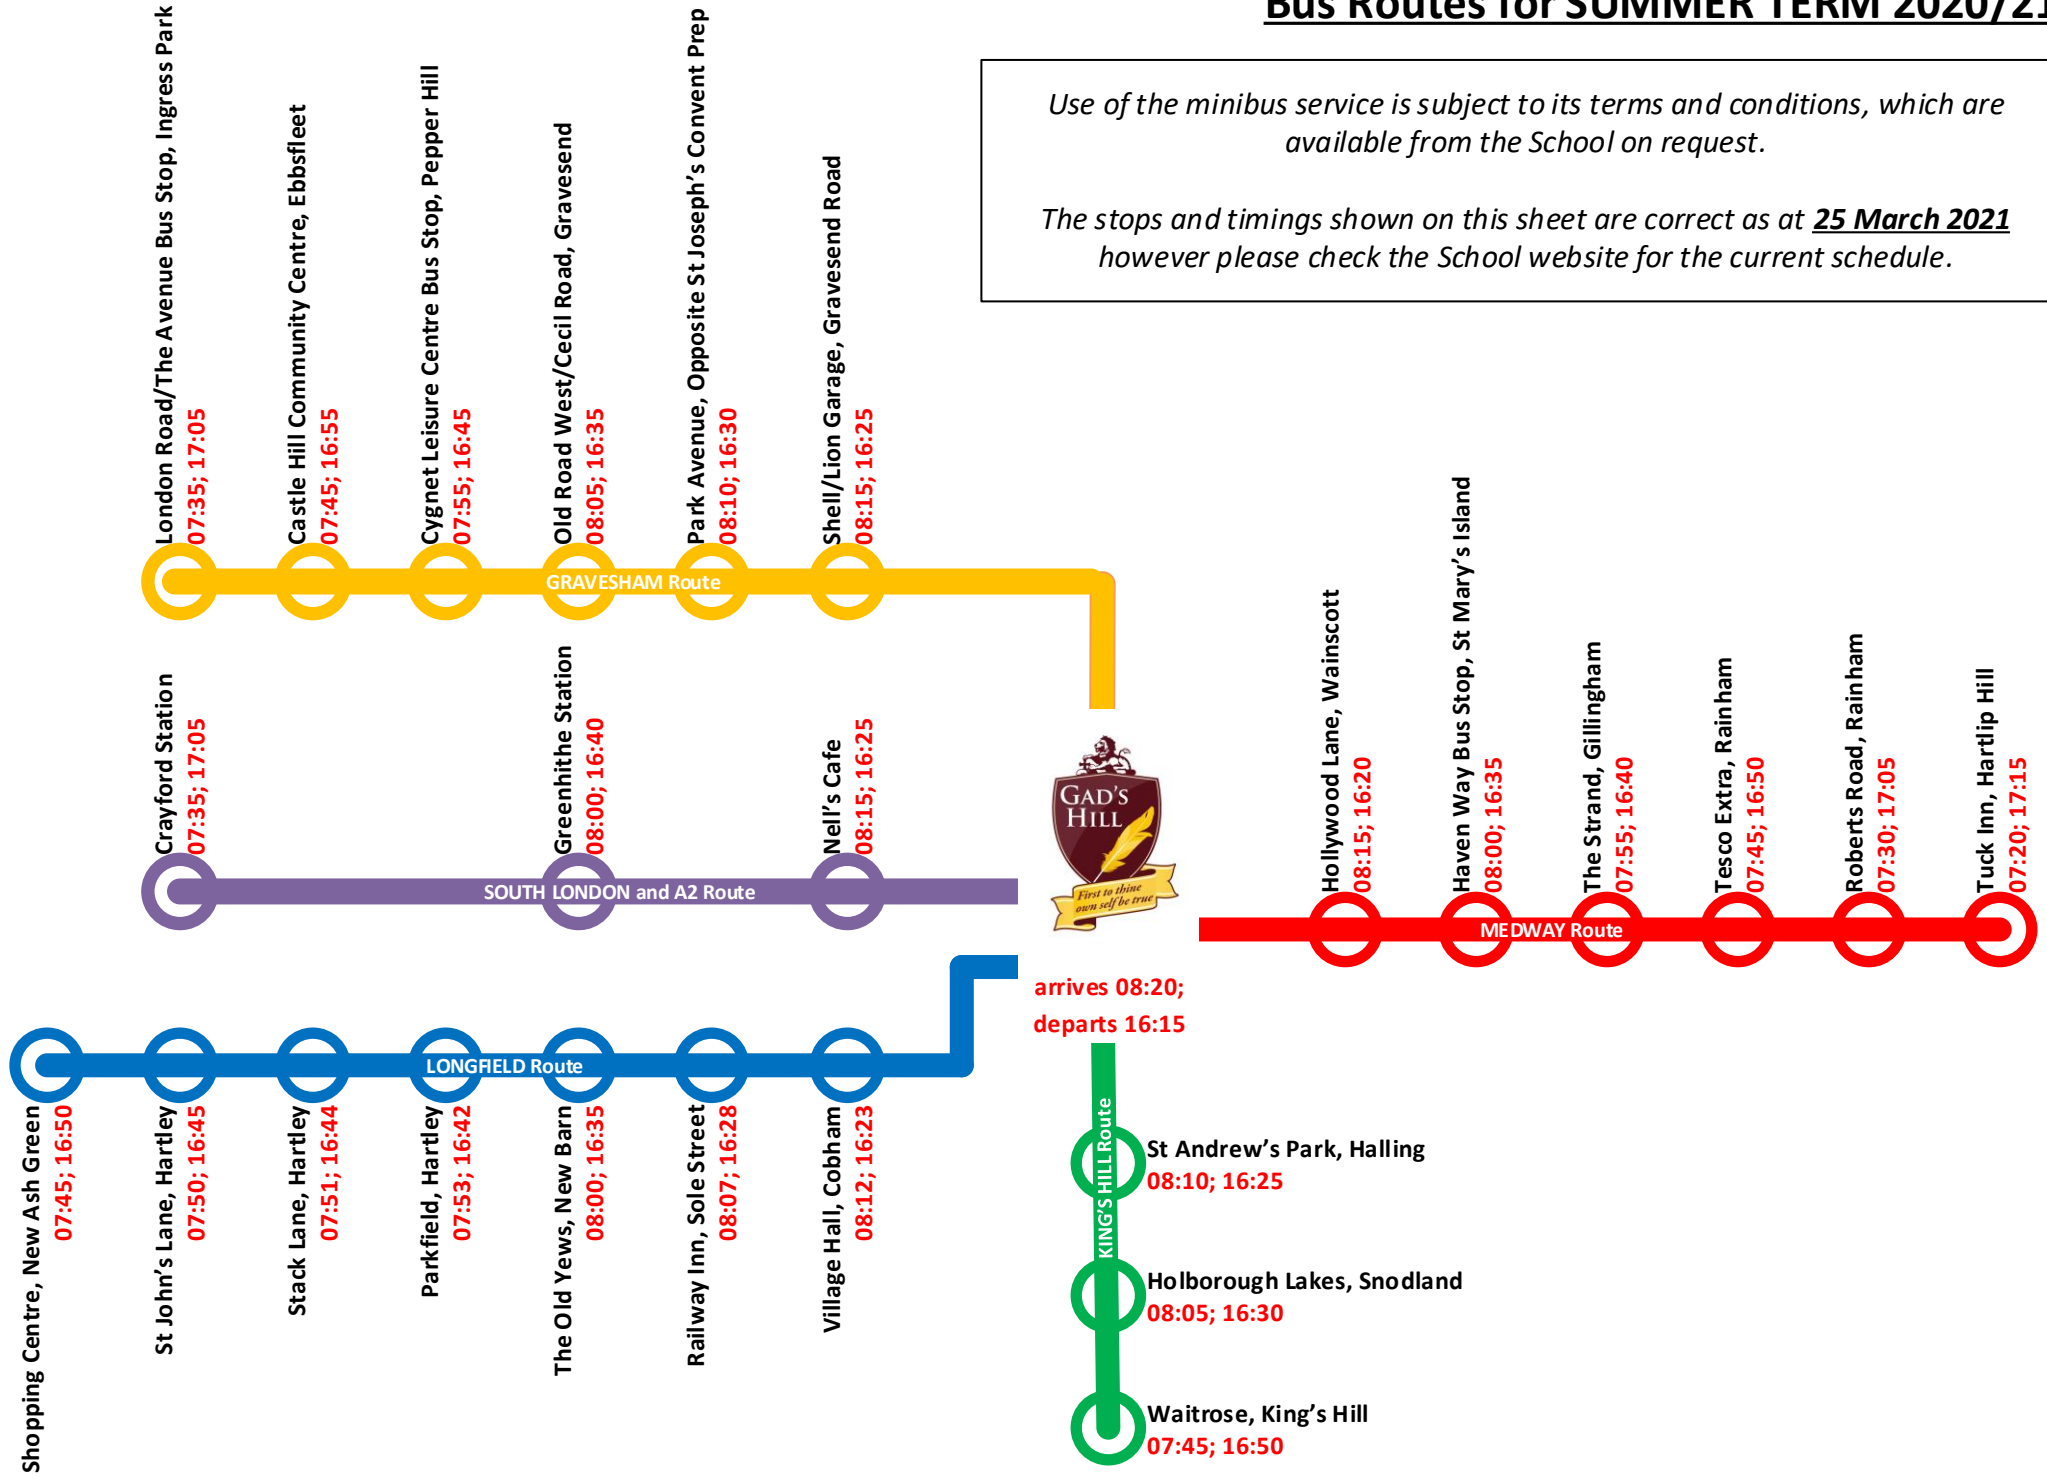 Bus Routes for SUMMER TERM 2020/21
Use of the minibus service is subject to its terms and conditions, which are
available from the School on request.
The stops and timings shown on this sheet are correct as at 25 March 2021
however please check the School website for the current schedule.
London Road/The Avenue Bus Stop, Ingress Park
07:35; 17:05
Castle Hill Community Centre, Ebbsfleet
07:45; 16:55
Cygnet Leisure Centre Bus Stop, Pepper Hill
07:55; 16:45
Old Road West/Cecil Road, Gravesend
08:05; 16:35
Park Avenue, Opposite St Joseph's Convent Prep
08:10; 16:30
Shell/Lion Garage, Gravesend Road
08:15; 16:25
GRAVESHAM Route
Crayford Station
07:35; 17:05
Greenhithe Station
08:00; 16:40
Nell's Cafe
08:15; 16:25
SOUTH LONDON and A2 Route
GAD'S
HILL
First to thine
own self be true
arrives 08:20;
departs 16:15
Hollywood Lane, Wainscott
08:15; 16:20
Haven Way Bus Stop, St Mary's Island
08:00; 16:35
The Strand, Gillingham
07:55; 16:40
Tesco Extra, Rainham
07:45; 16:50
Roberts Road, Rainham
07:30; 17:05
Tuck Inn, Hartlip Hill
07:20; 17:15
MEDWAY Route
LONGFIELD Route
Shopping Centre, New Ash Green
07:45; 16:50
St John's Lane, Hartley
07:50; 16:45
Stack Lane, Hartley
07:51; 16:44
Parkfield, Hartley
07:53; 16:42
The Old Yews, New Barn
08:00; 16:35
Railway Inn, Sole Street
08:07; 16:28
Village Hall, Cobham
08:12; 16:23
KING'S HILL Route
St Andrew's Park, Halling
08:10; 16:25
Holborough Lakes, Snodland
08:05; 16:30
Waitrose, King's Hill
07:45; 16:50